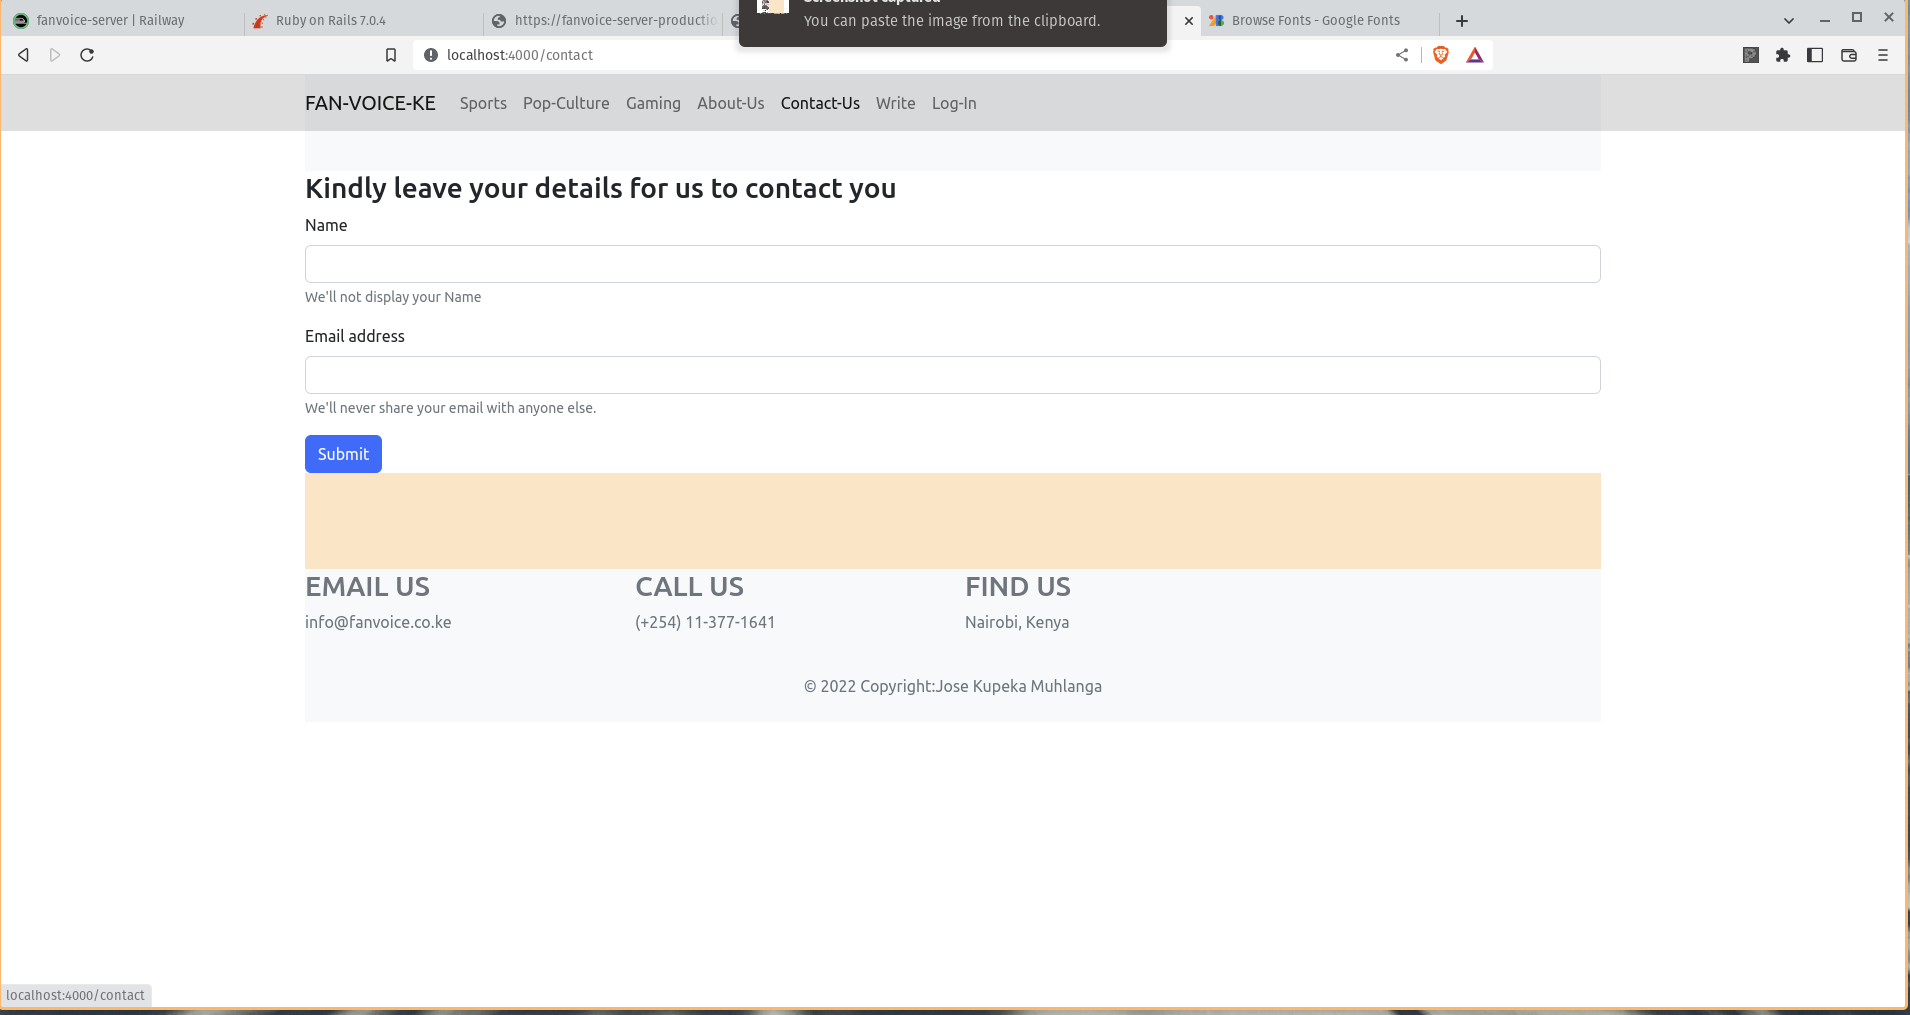 fanvoice-server | Railway
Ruby on Rails 7.0.4
https://fanvoice-server-productio
You can paste the image from the clipboard.
Browse Fonts - Google Fonts
localhost:4000/contact
FAN-VOICE-KE Sports Pop-Culture Gaming About-Us Contact-Us Write Log-In
Kindly leave your details for us to contact you
Name
We'll not display your Name
Email address
We'll never share your email with anyone else.
Submit
EMAIL US CALL US FIND US
info@fanvoice.co.ke (+254) 11-377-1641 Nairobi, Kenya
© 2022 Copyright:Jose Kupeka Muhlanga
localhost:4000/contact